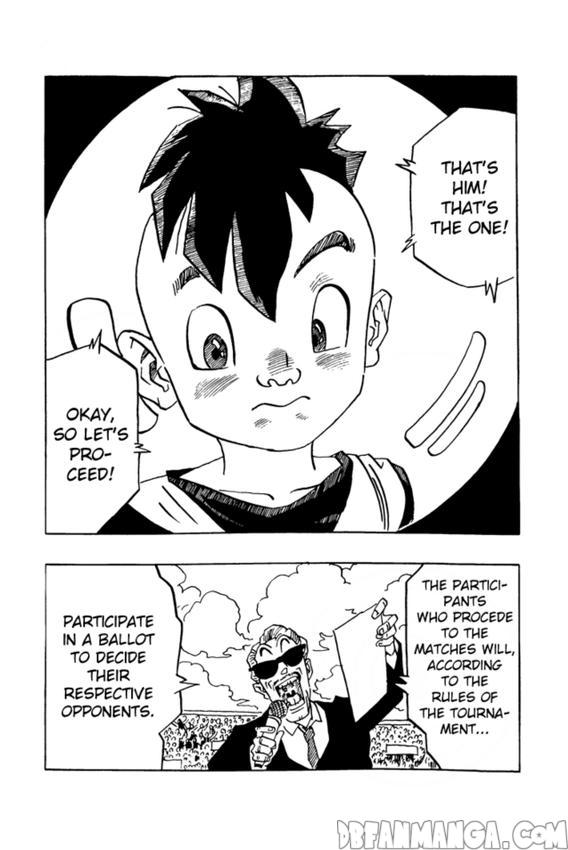 THAT'S
HIM!
THAT'S
THE ONE!
OKAY,
SO LET'S
PRO-
CEED!
THE PARTICI-
PANTS
WHO PROCEDE
TO THE
MATCHES WILL,
ACCORDING
TO THE
RULES OF
THE TOURNA-
MENT...
PARTICIPATE
IN A BALLOT
TO DECIDE
THEIR
RESPECTIVE
OPPONENTS.
DBFANMANGA.COM